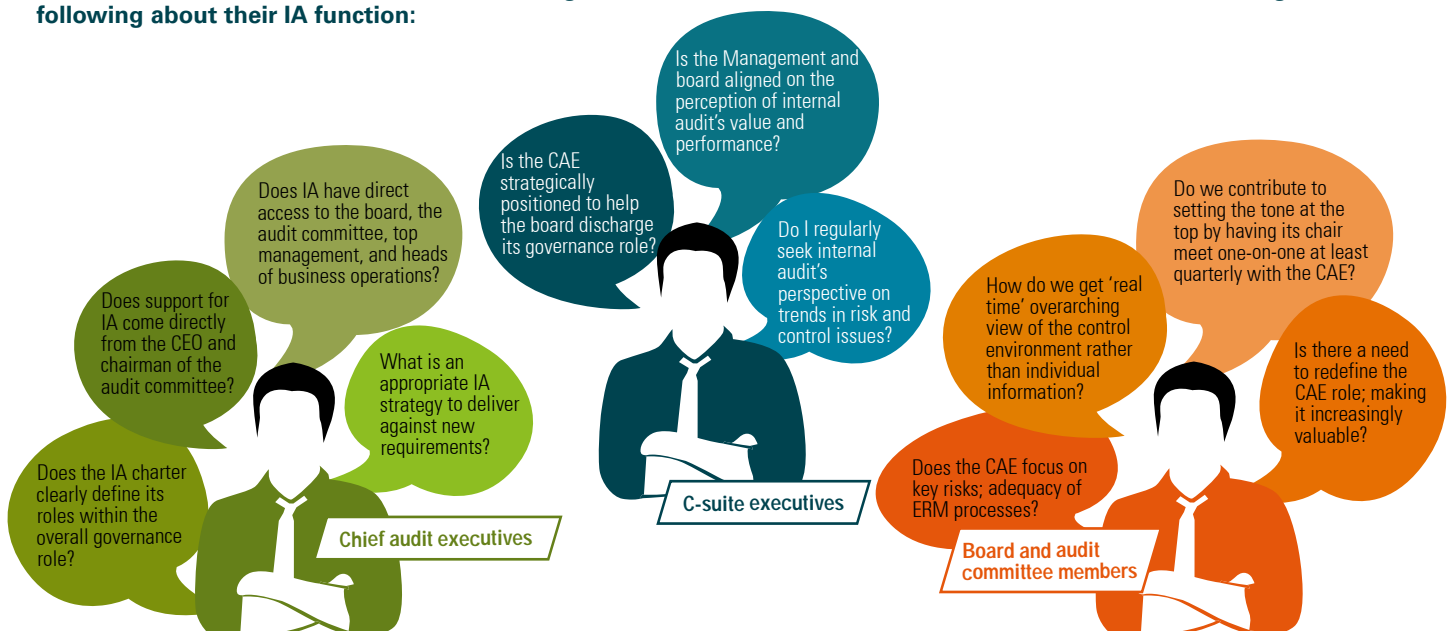 following about their IA function:
Is the Management and
board aligned on the
perception of internal
audit's value and
performance?
Is the CAE
strategically
positioned to help
the board discharge
its governance role?
Do I regularly
seek internal
audit's
perspective on
trends in risk and
control issues?
C-suite executives
Does IA have direct
access to the board, the
audit committee, top
management, and heads
of business operations?
Does support for
IA come directly
from the CEO and
chairman of the
audit committee?
What is an
appropriate IA
strategy to deliver
against new
requirements?
Does the IA charter
clearly define its
roles within the
overall governance
role?
Chief audit executives
Do we contribute to
setting the tone at the
top by having its chair
meet one-on-one at least
quarterly with the CAE?
How do we get ‘real
time’ overarching
view of the control
environment rather
than individual
information?
Is there a need
to redefine the
CAE role; making
it increasingly
valuable?
Does the CAE focus on
key risks; adequacy of
ERM processes?
Board and audit
committee members